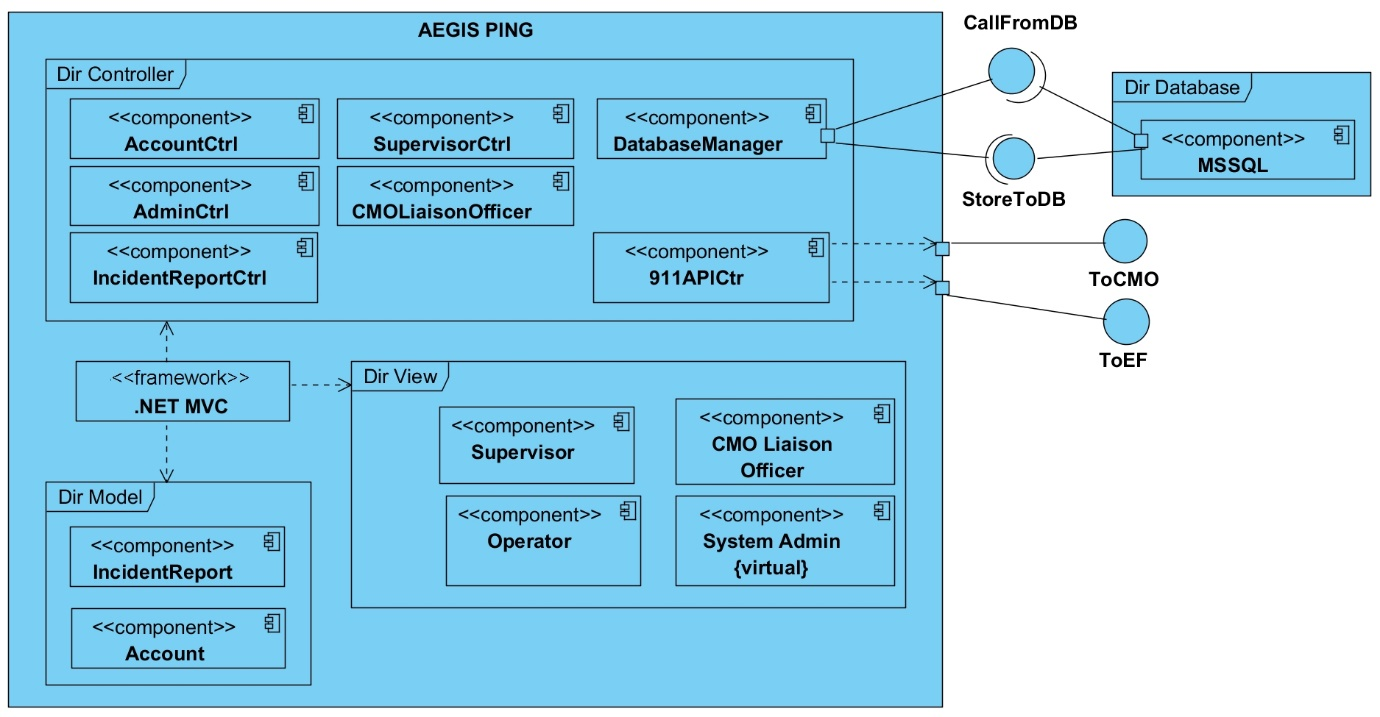 AEGIS PING
Dir Controller
<<component>>
AccountCtrl
<<component>>
SupervisorCtrl
<<component>>
DatabaseManager
<<component>>
AdminCtrl
<<component>>
CMOLiaisonOfficer
<<component>>
IncidentReportCtrl
<<component>>
911APICtr
CallFromDB
StoreToDB
Dir Database
<<component>>
MSSQL
ToCMO
ToEF
<<framework>>
.NET MVC
Dir View
<<component>>
Supervisor
<<component>>
CMO Liaison
Officer
<<component>>
Operator
<<component>>
System Admin
{virtual}
Dir Model
<<component>>
IncidentReport
<<component>>
Account